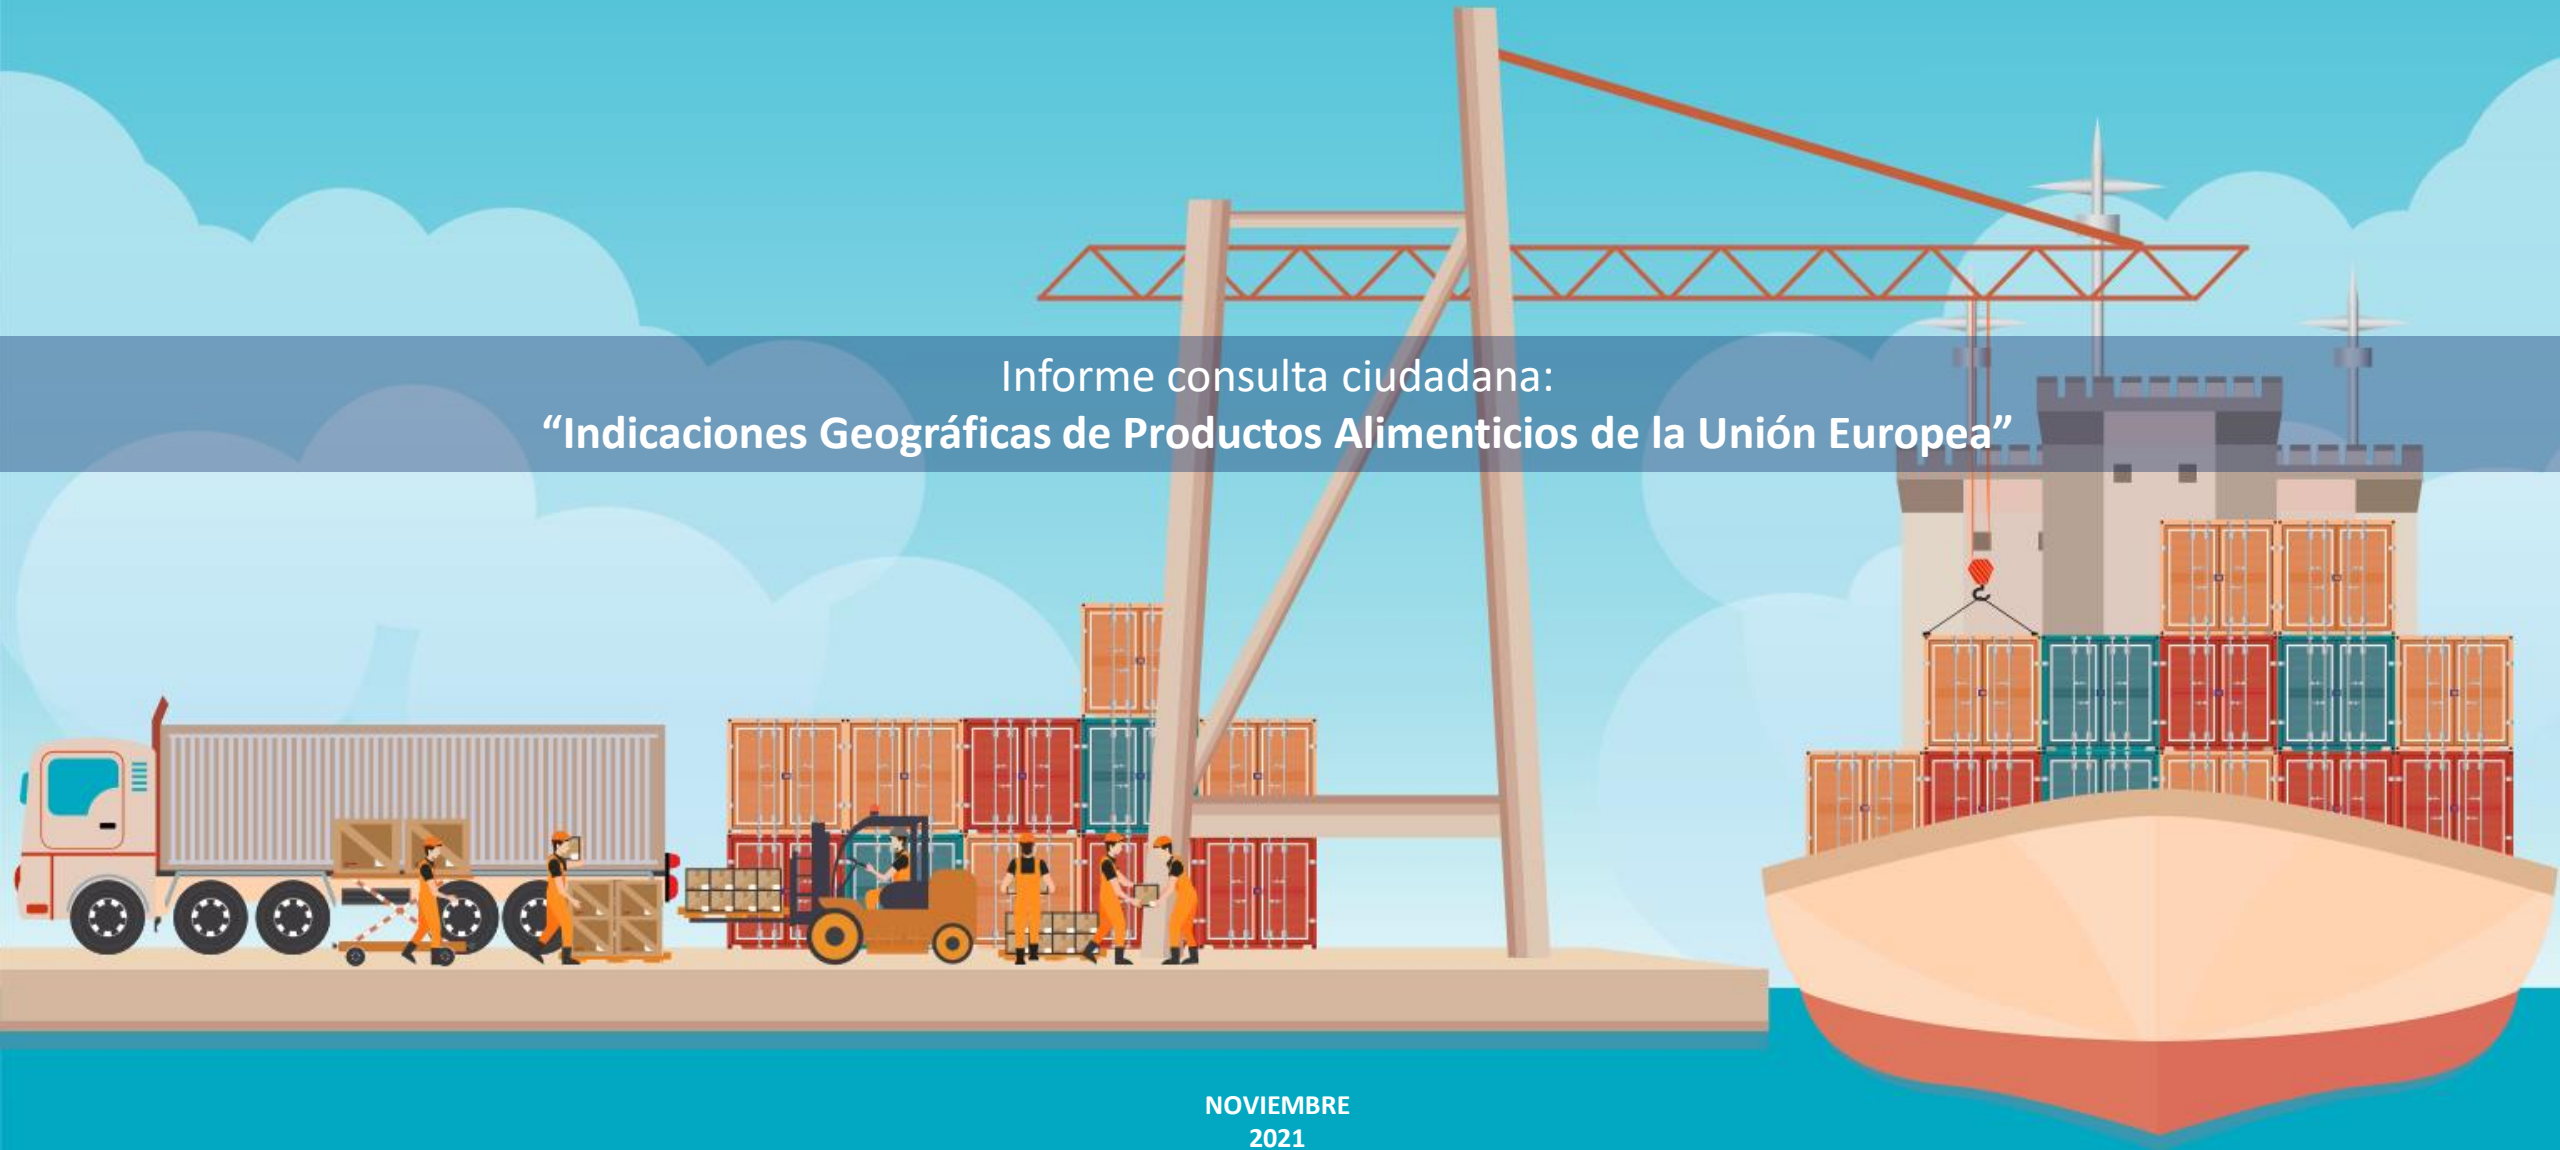 Informe consulta ciudadana:
“Indicaciones Geográficas de Productos Alimenticios de la Unión Europea”
NOVIEMBRE
2021